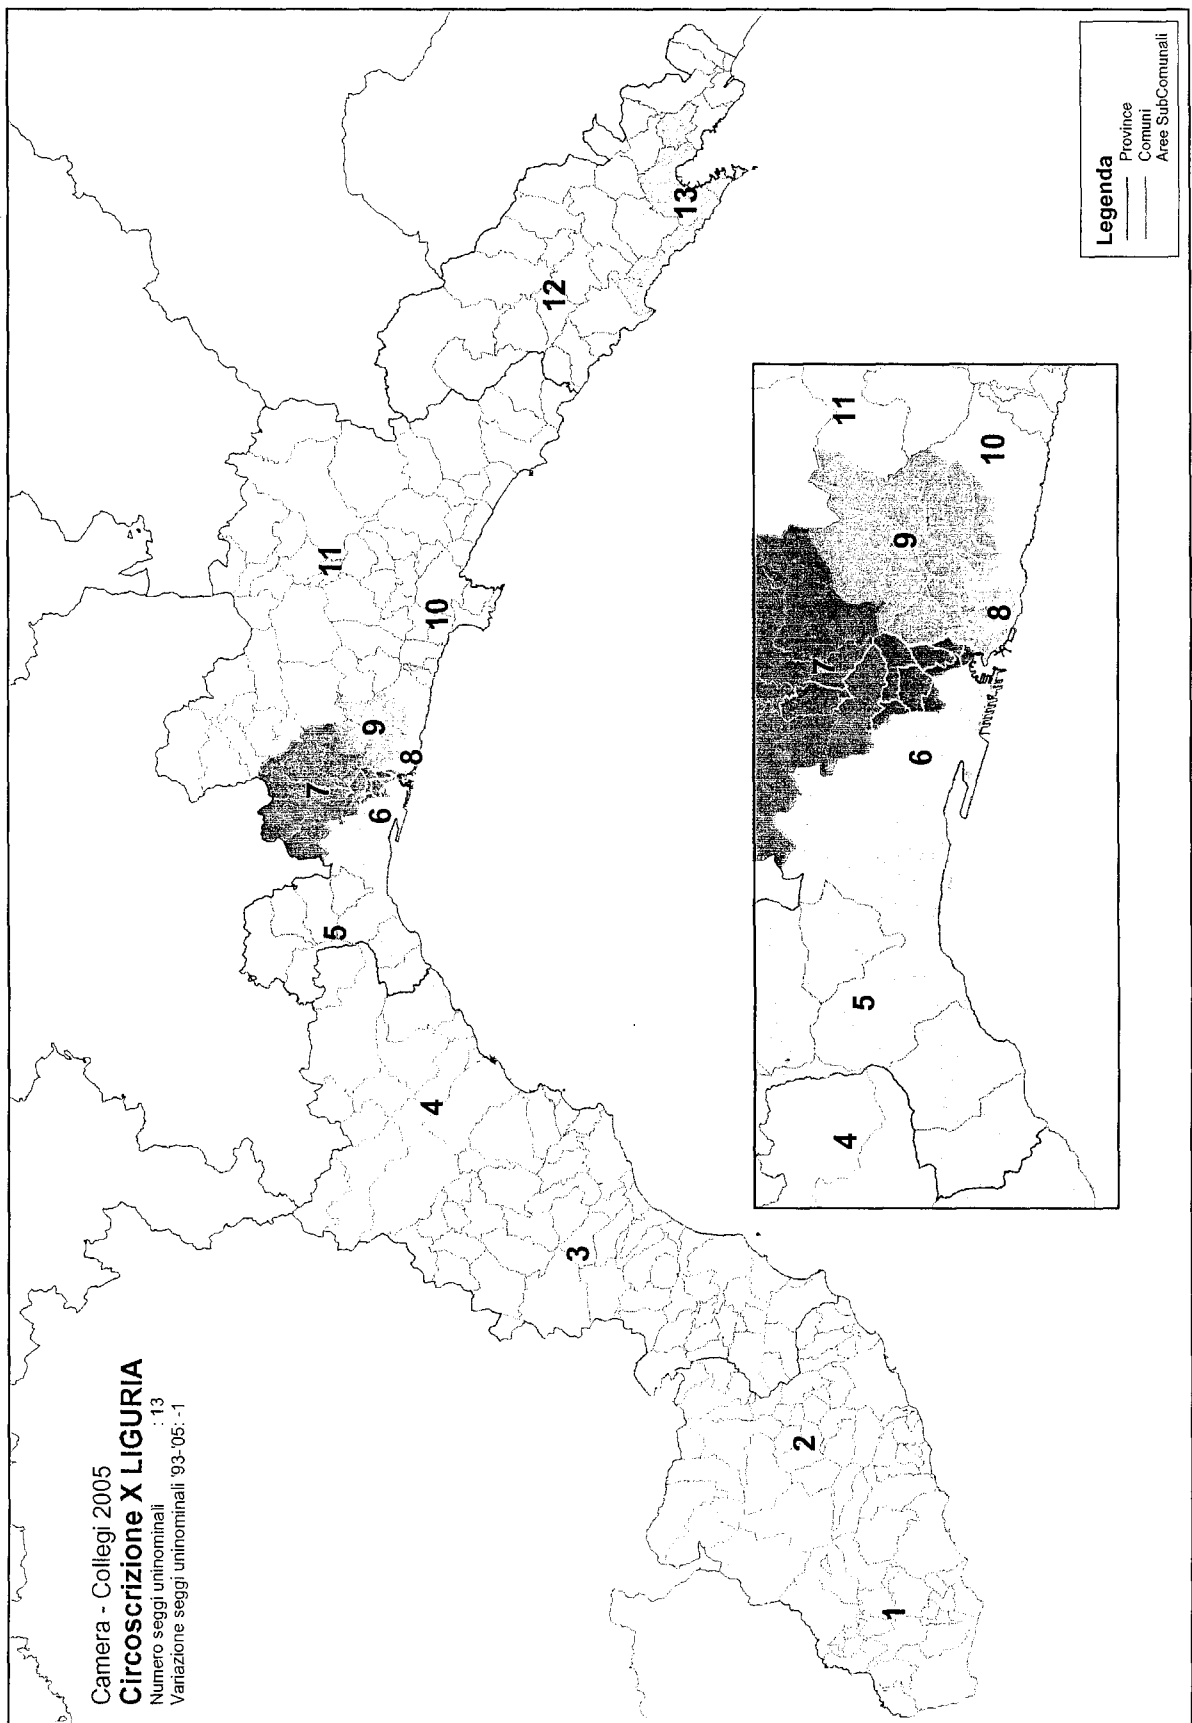 Camera - Collegi 2005
Circoscrizione X LIGURIA
Numero seggi uninominali : 13
Variazione seggi uninominali '93-'05: -1
1
2
3
4
5
6
7
8
9
10
11
12
13
4
5
6
7
8
9
10
11
Legenda
Province
Comuni
Aree SubComunali